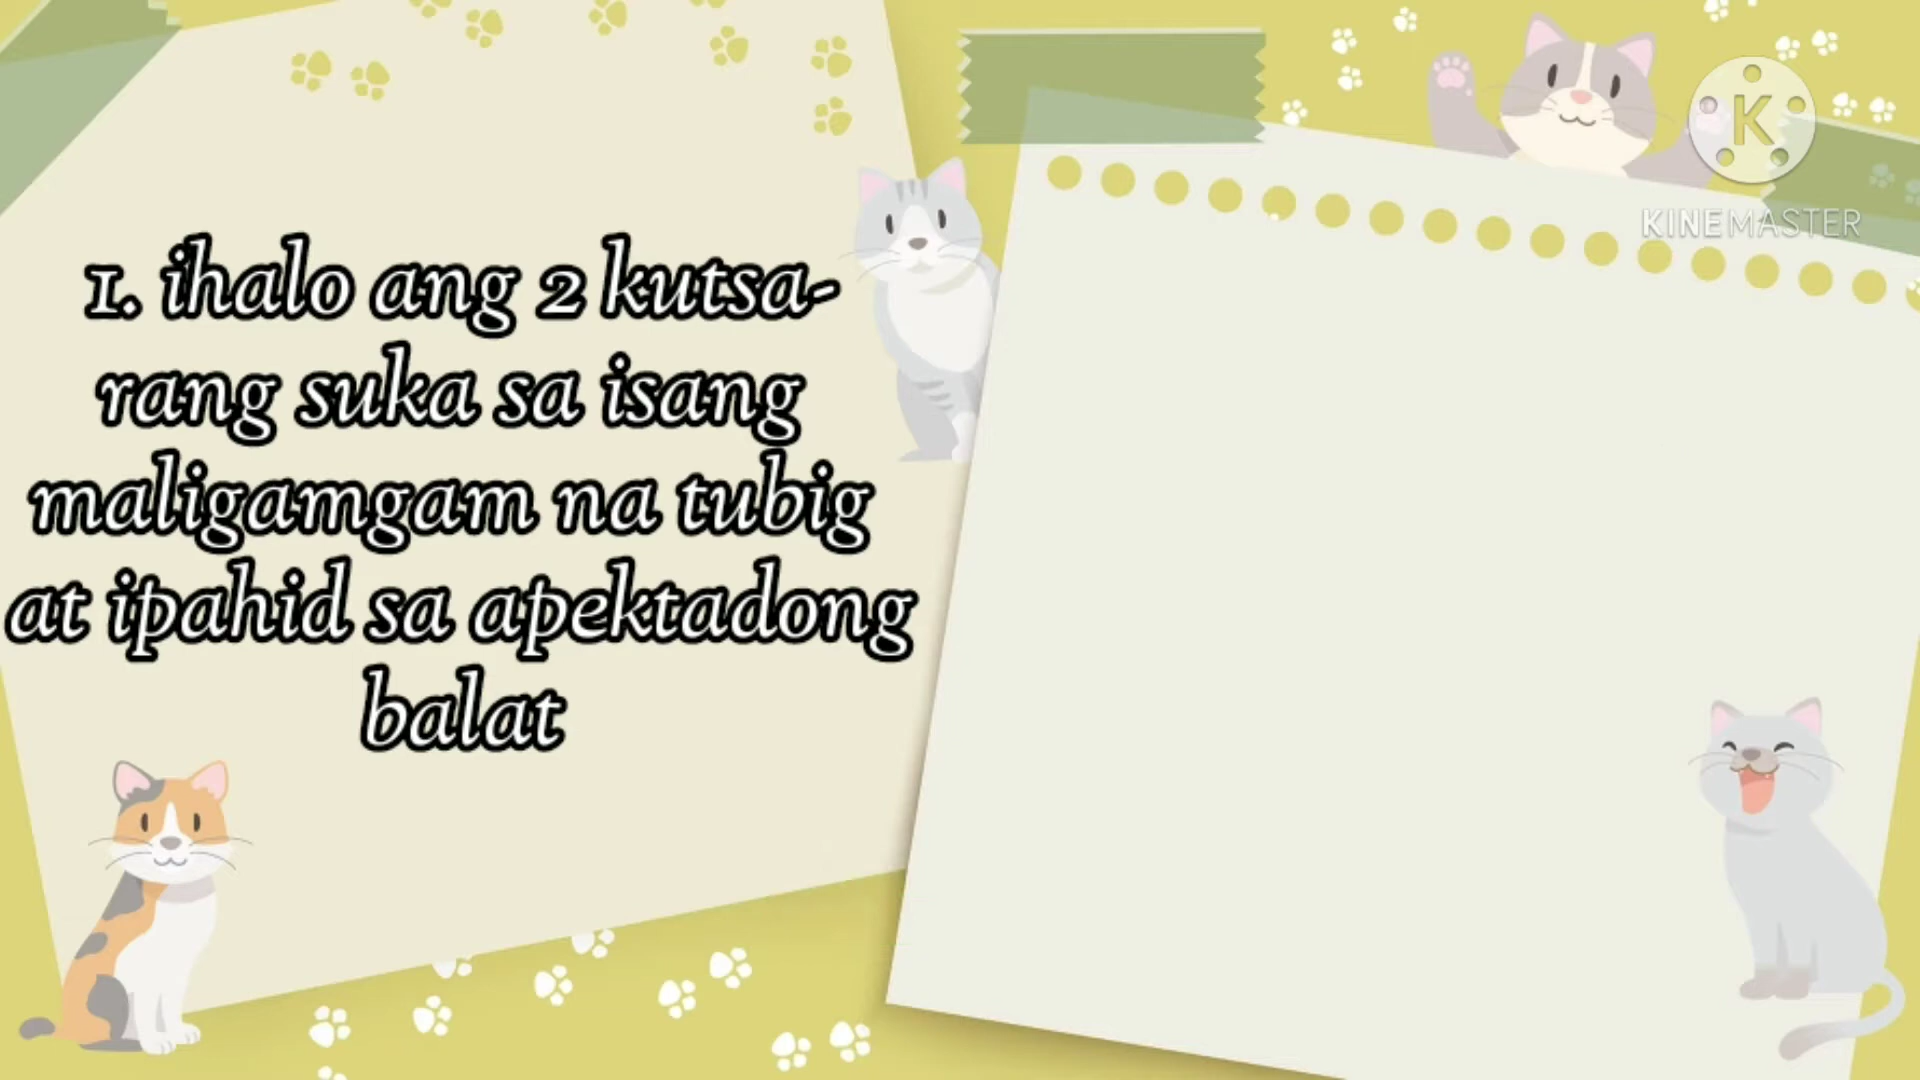 1. ihalo ang 2 kutsa-
rang suka sa isang
maligamgam na tubig
at ipahid sa apektadong
balat
K
KINEMASTER